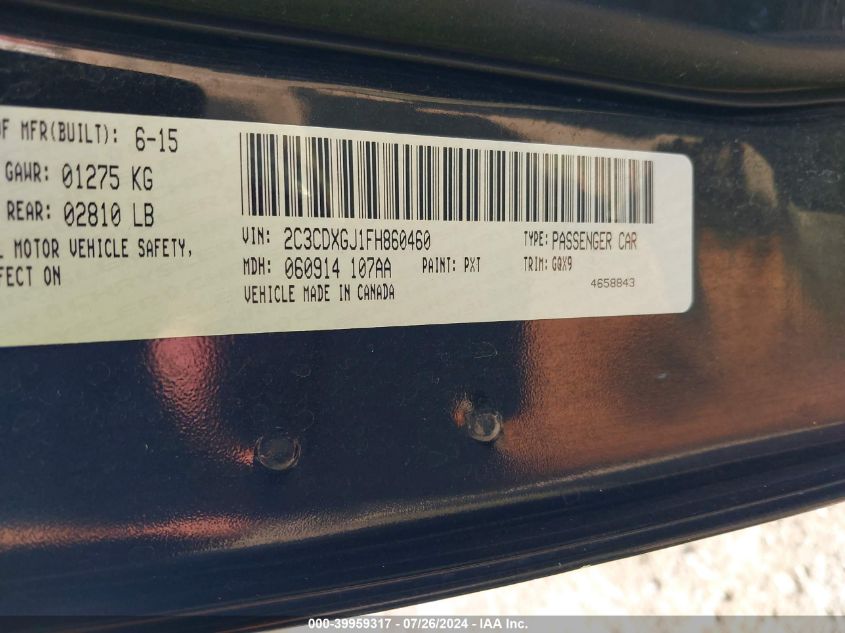 OF MFR(BUILT): 6-15
GAWR: 01275 KG
REAR: 02810 LB
MOTOR VEHICLE SAFETY,
ON
VIN: 2C3CDXGJ1FH860460
TYPE: PASSENGER CAR
MDH: 060914 107AA
PAINT: PXT
TRIM: GQX9
VEHICLE MADE IN CANADA
4658843
000-39959317 - 07/26/2024 - IAA Inc.